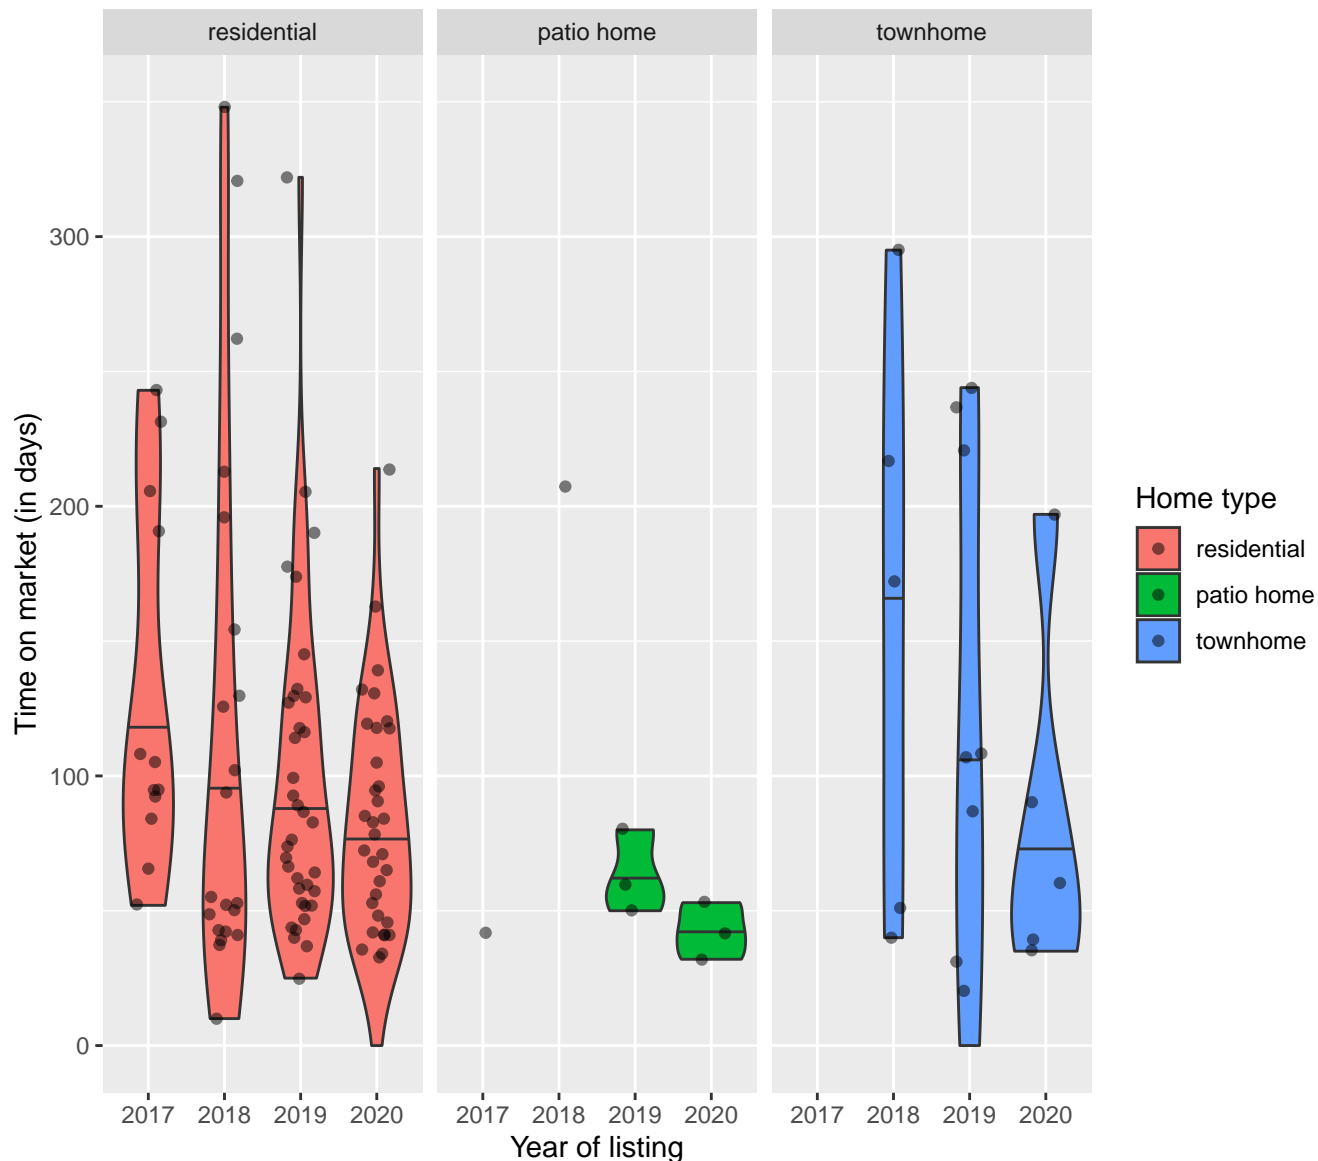 residential patio home townhome
Time on market (in days)
300
200
100
0
2017 2018 2019 2020 2017 2018 2019 2020 2017 2018 2019 2020
Year of listing
Home type
residential
patio home
townhome